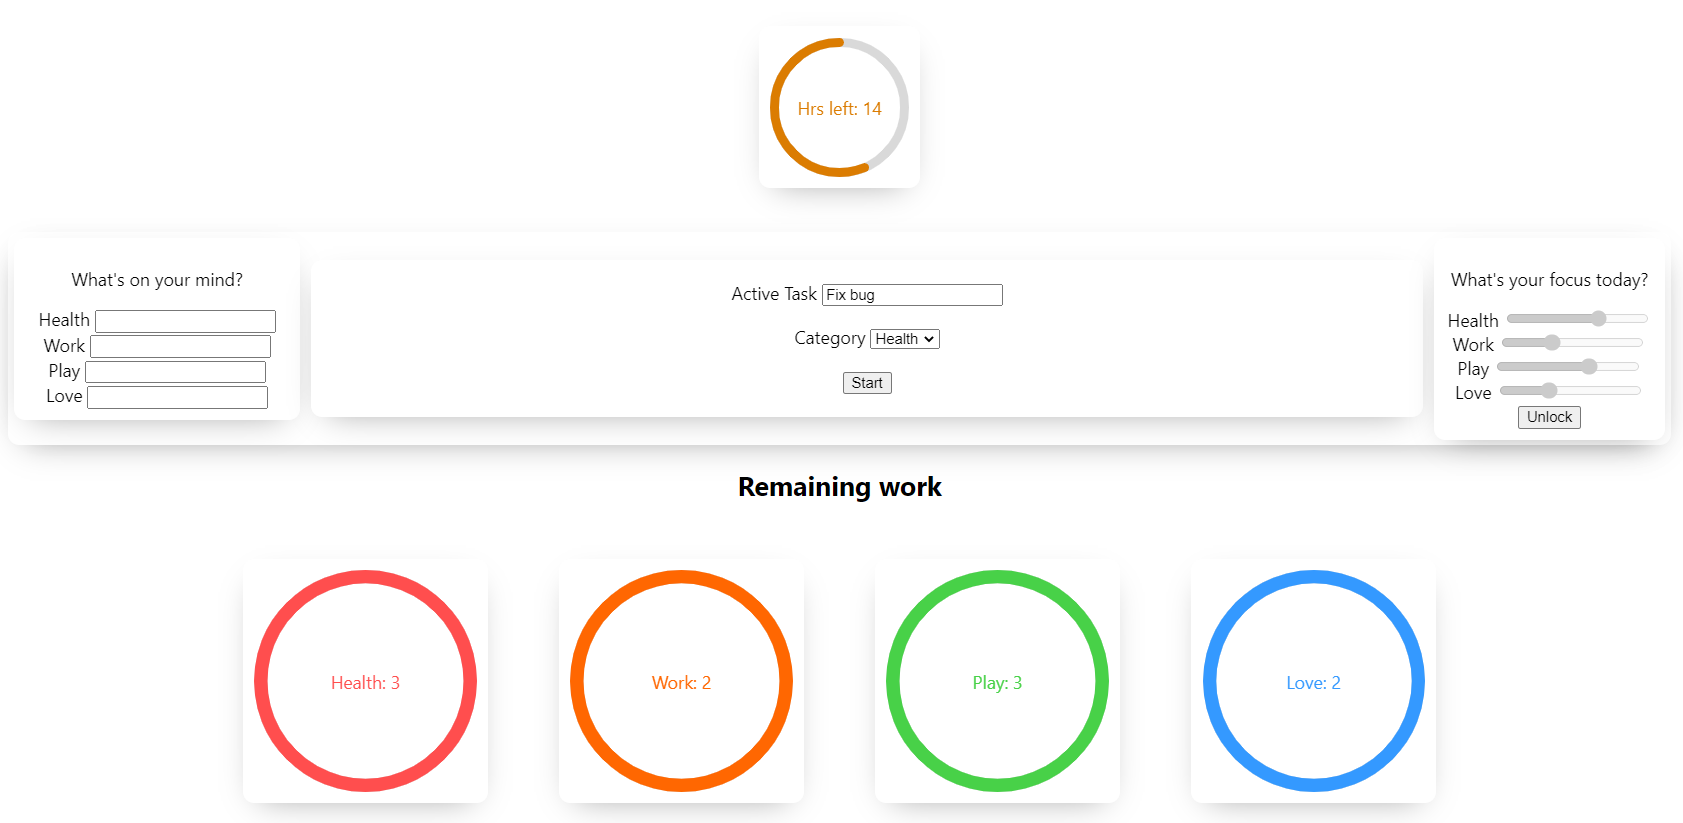 Hrs left: 14
What's on your mind?
Health
Work
Play
Love
Active Task Fix bug
Category Health
Start
What's your focus today?
Health
Work
Play
Love
Unlock
Remaining work
Health: 3
Work: 2
Play: 3
Love: 2